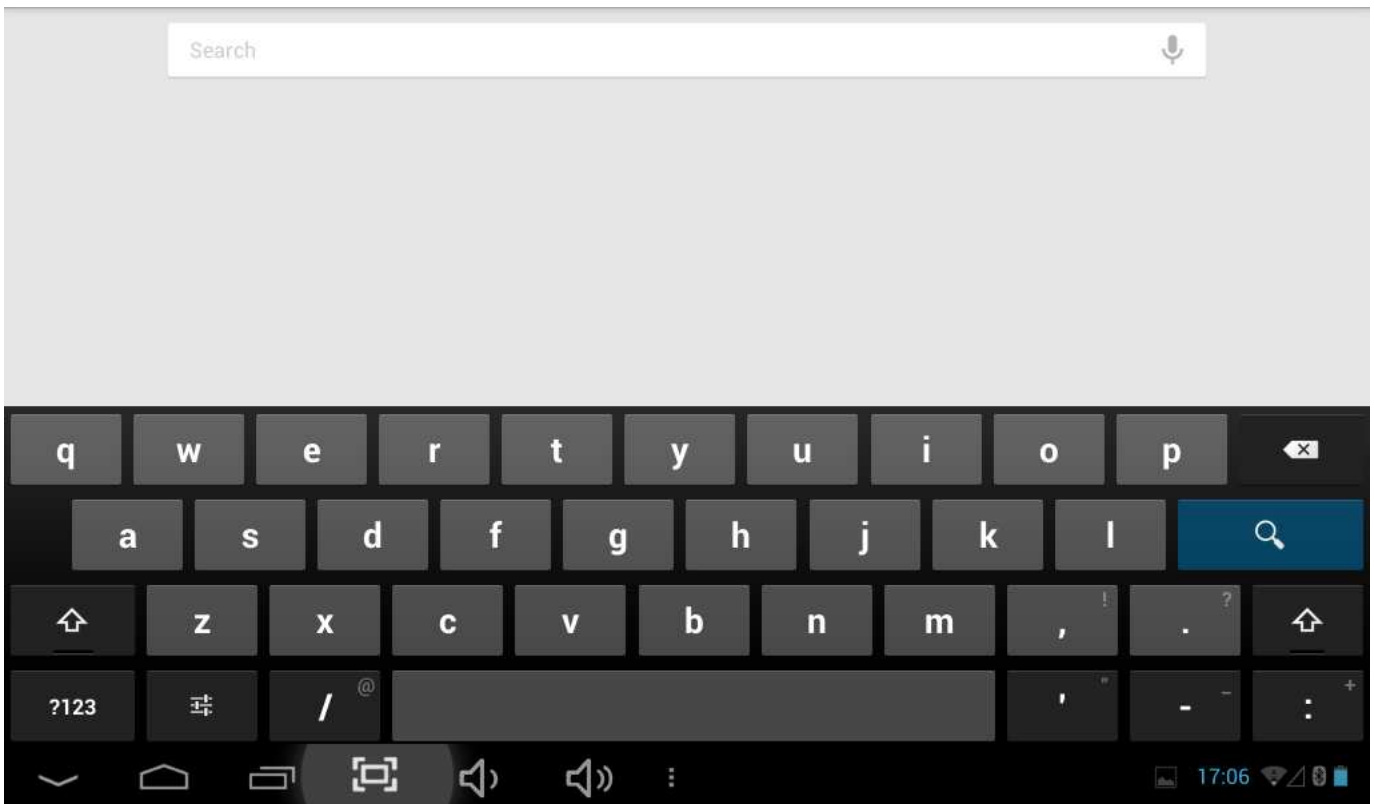 Search
q w e r t y u i o p
a s d f g h j k l
z x c v b n m , ! . ?
?123 / @ ' " - _ : +
17:06